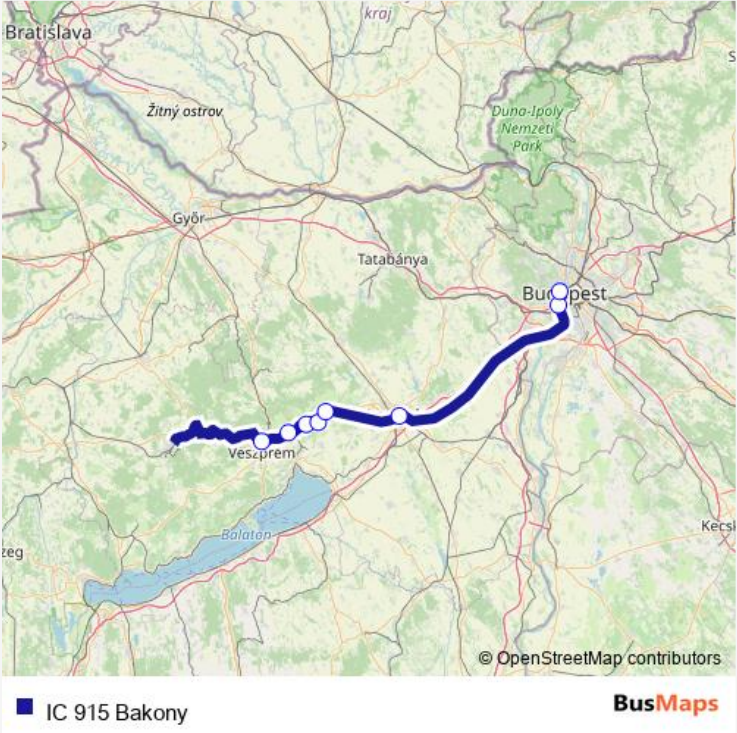 kraj
Bratislava
S
Žitný ostrov
Duna-Ipoly
Nemzeti
Park
Győr
Tatabánya
Budapest
Veszprém
Balaton
Kecsk
zeg
© OpenStreetMap contributors
IC 915 Bakony
BusMaps